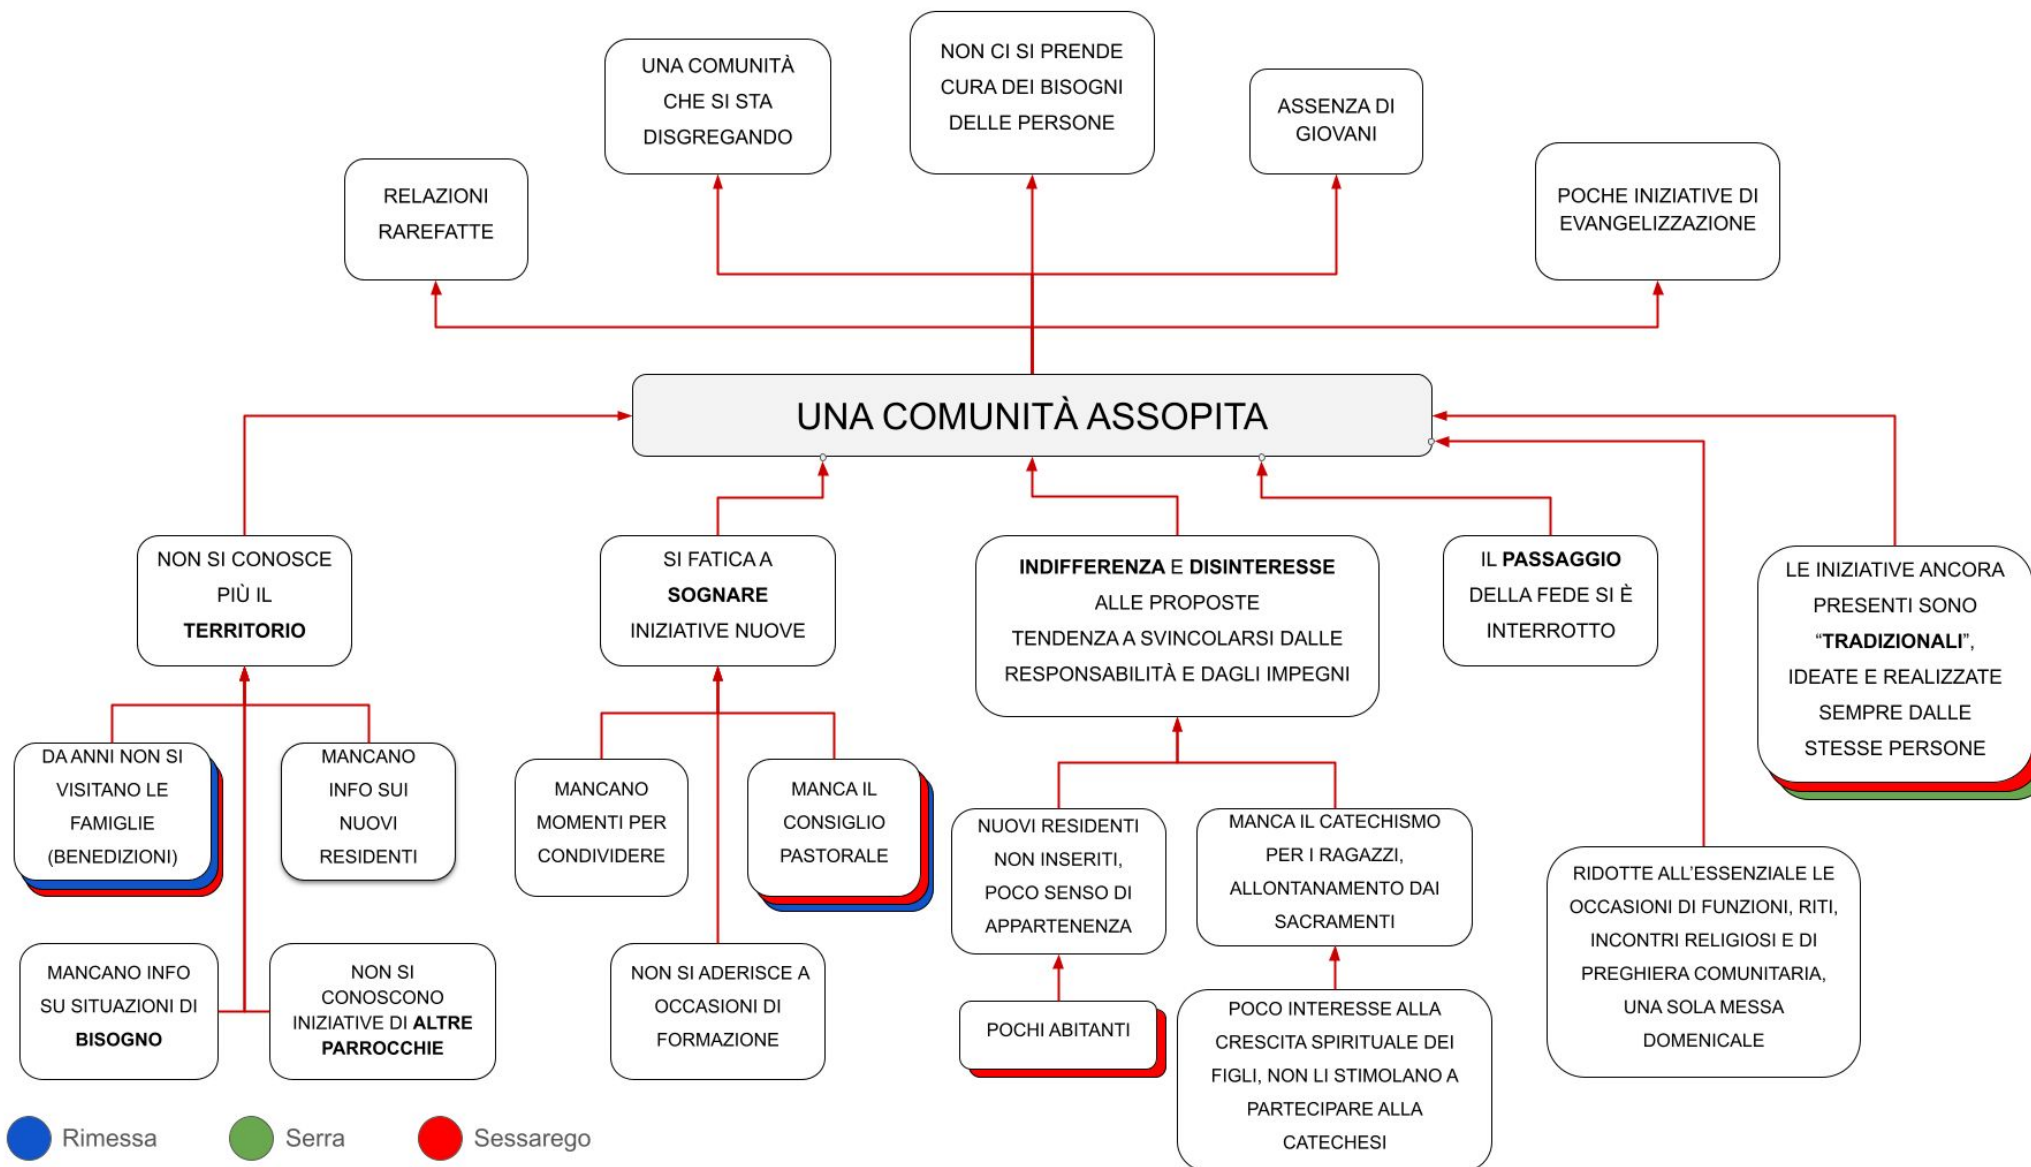 UNA COMUNITÀ
CHE SI STA
DISGREGANDO
NON CI SI PRENDE
CURA DEI BISOGNI
DELLE PERSONE
ASSENZA DI
GIOVANI
RELAZIONI
RAREFATTE
POCHE INIZIATIVE DI
EVANGELIZZAZIONE
UNA COMUNITÀ ASSOPITA
NON SI CONOSCE
PIÙ IL
TERRITORIO
SI FATICA A
SOGNARE
INIZIATIVE NUOVE
INDIFFERENZA E DISINTERESSE
ALLE PROPOSTE
TENDENZA A SVINCOLARSI DALLE
RESPONSABILITÀ E DAGLI IMPEGNI
IL PASSAGGIO
DELLA FEDE SI È
INTERROTTO
LE INIZIATIVE ANCORA
PRESENTI SONO
“TRADIZIONALI”,
IDEATE E REALIZZATE
SEMPRE DALLE
STESSE PERSONE
DA ANNI NON SI
VISITANO LE
FAMIGLIE
(BENEDIZIONI)
MANCANO
INFO SUI
NUOVI
RESIDENTI
MANCANO
MOMENTI PER
CONDIVIDERE
MANCA IL
CONSIGLIO
PASTORALE
NUOVI RESIDENTI
NON INSERITI,
POCO SENSO DI
APPARTENENZA
MANCA IL CATECHISMO
PER I RAGAZZI,
ALLONTANAMENTO DAI
SACRAMENTI
RIDOTTE ALL’ESSENZIALE LE
OCCASIONI DI FUNZIONI, RITI,
INCONTRI RELIGIOSI E DI
PREGHIERA COMUNITARIA,
UNA SOLA MESSA
DOMENICALE
MANCANO INFO
SU SITUAZIONI DI
BISOGNO
NON SI
CONOSCONO
INIZIATIVE DI ALTRE
PARROCCHIE
NON SI ADERISCE A
OCCASIONI DI
FORMAZIONE
POCHI ABITANTI
POCO INTERESSE ALLA
CRESCITA SPIRITUALE DEI
FIGLI, NON LI STIMOLANO A
PARTECIPARE ALLA
CATECHESI
Rimessa
Serra
Sessarego